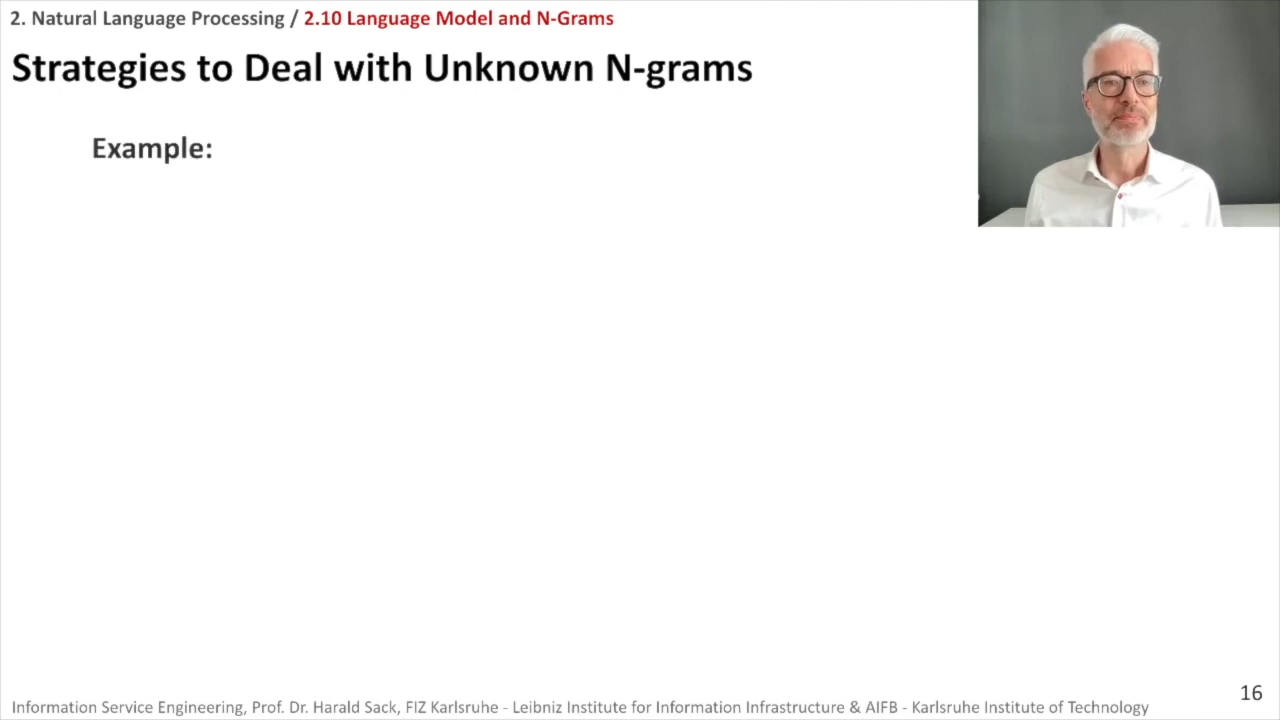 2. Natural Language Processing / 2.10 Language Model and N-Grams
Strategies to Deal with Unknown N-grams
Example:
16
Information Service Engineering, Prof. Dr. Harald Sack, FIZ Karlsruhe - Leibniz Institute for Information Infrastructure & AIFB - Karlsruhe Institute of Technology